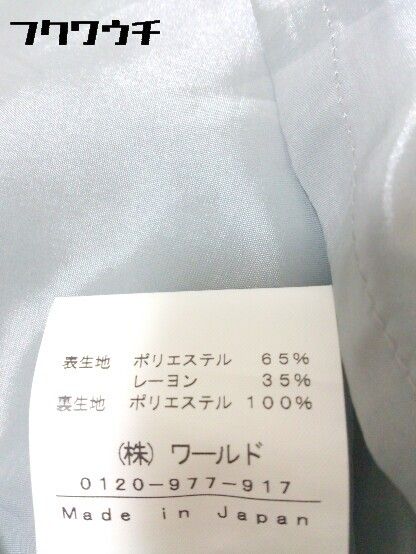 フクワウチ
表生地 ポリエステル 65%
レーヨン 35%
裏生地 ポリエステル 100%
(株) ワールド
0120-977-917
Made in Japan